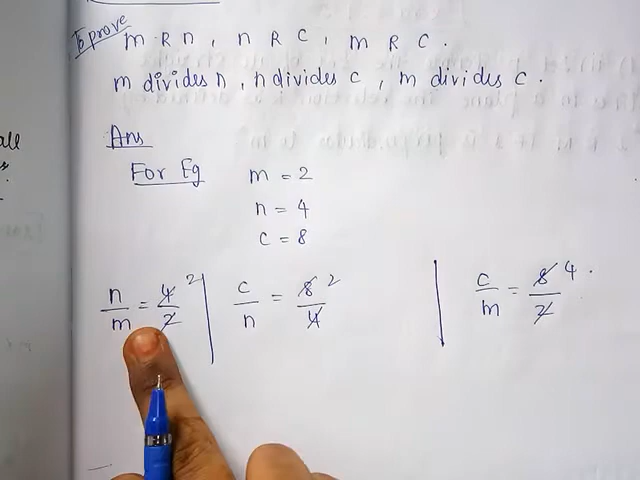 To prove
m R n, n R c, m R c.
m divides n, n divides c, m divides c.
Ans
For Eg
m = 2
n = 4
c = 8
n/m = 4/2 2 | c/n = 8/4 2 | c/m = 8/2 4.
all